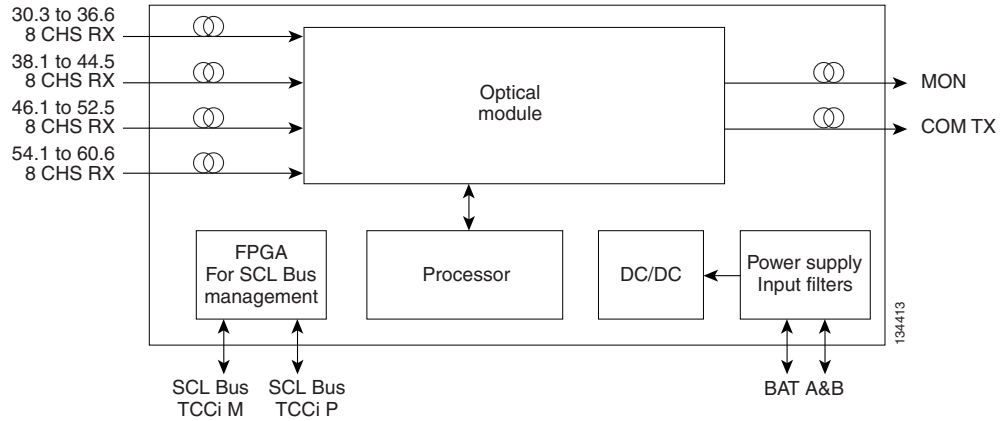 30.3 to 36.6
8 CHS RX
38.1 to 44.5
8 CHS RX
46.1 to 52.5
8 CHS RX
54.1 to 60.6
8 CHS RX
Optical
module
MON
COM TX
FPGA
For SCL Bus
management
Processor
DC/DC
Power supply
Input filters
134413
SCL Bus
TCCi M
SCL Bus
TCCi P
BAT A&B